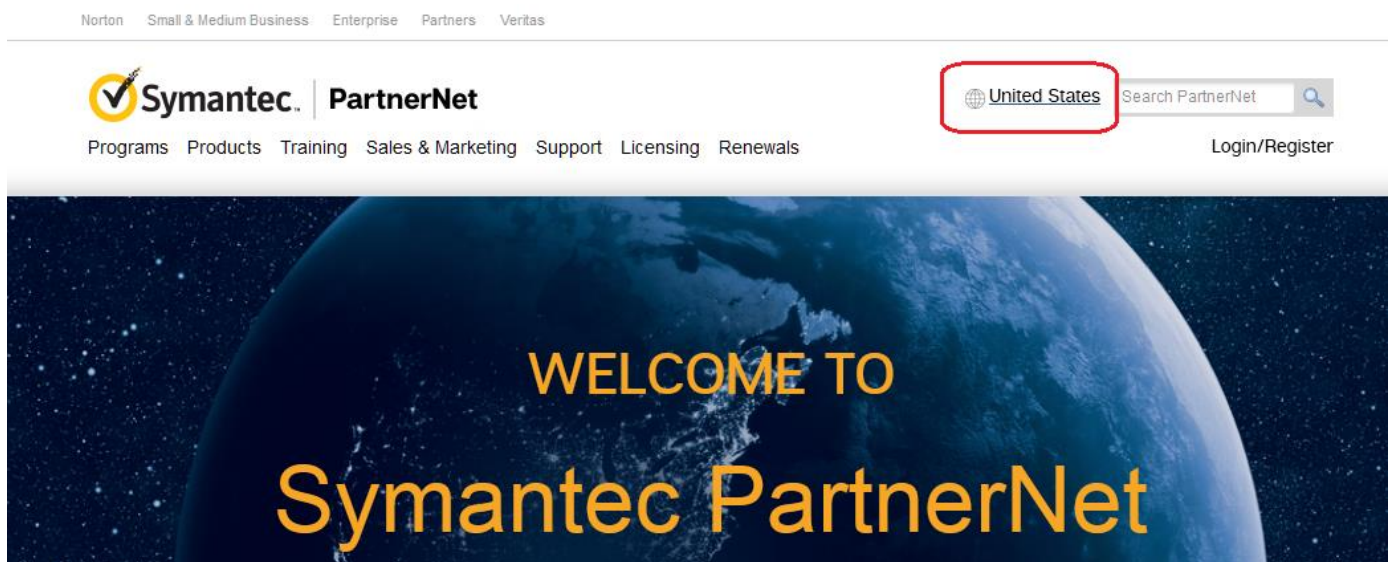 Norton Small & Medium Business Enterprise Partners Veritas
Symantec. PartnerNet
United States
Search PartnerNet
Programs Products Training Sales & Marketing Support Licensing Renewals
Login/Register
WELCOME TO
Symantec PartnerNet